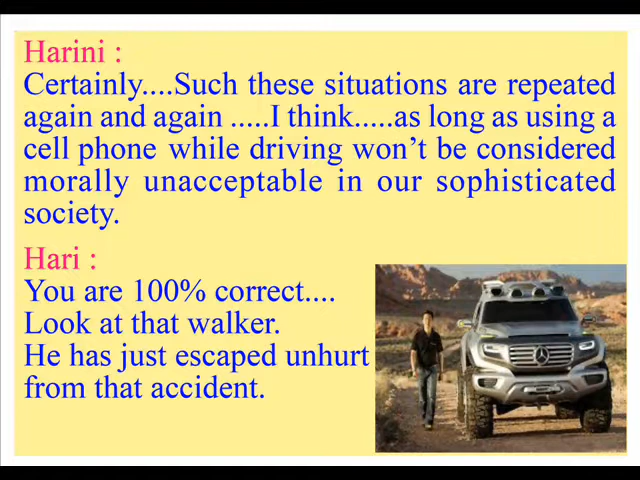 Harini :
Certainly....Such these situations are repeated
again and again .....I think.....as long as using a
cell phone while driving won’t be considered
morally unacceptable in our sophisticated
society.
Hari :
You are 100% correct....
Look at that walker.
He has just escaped unhurt
from that accident.